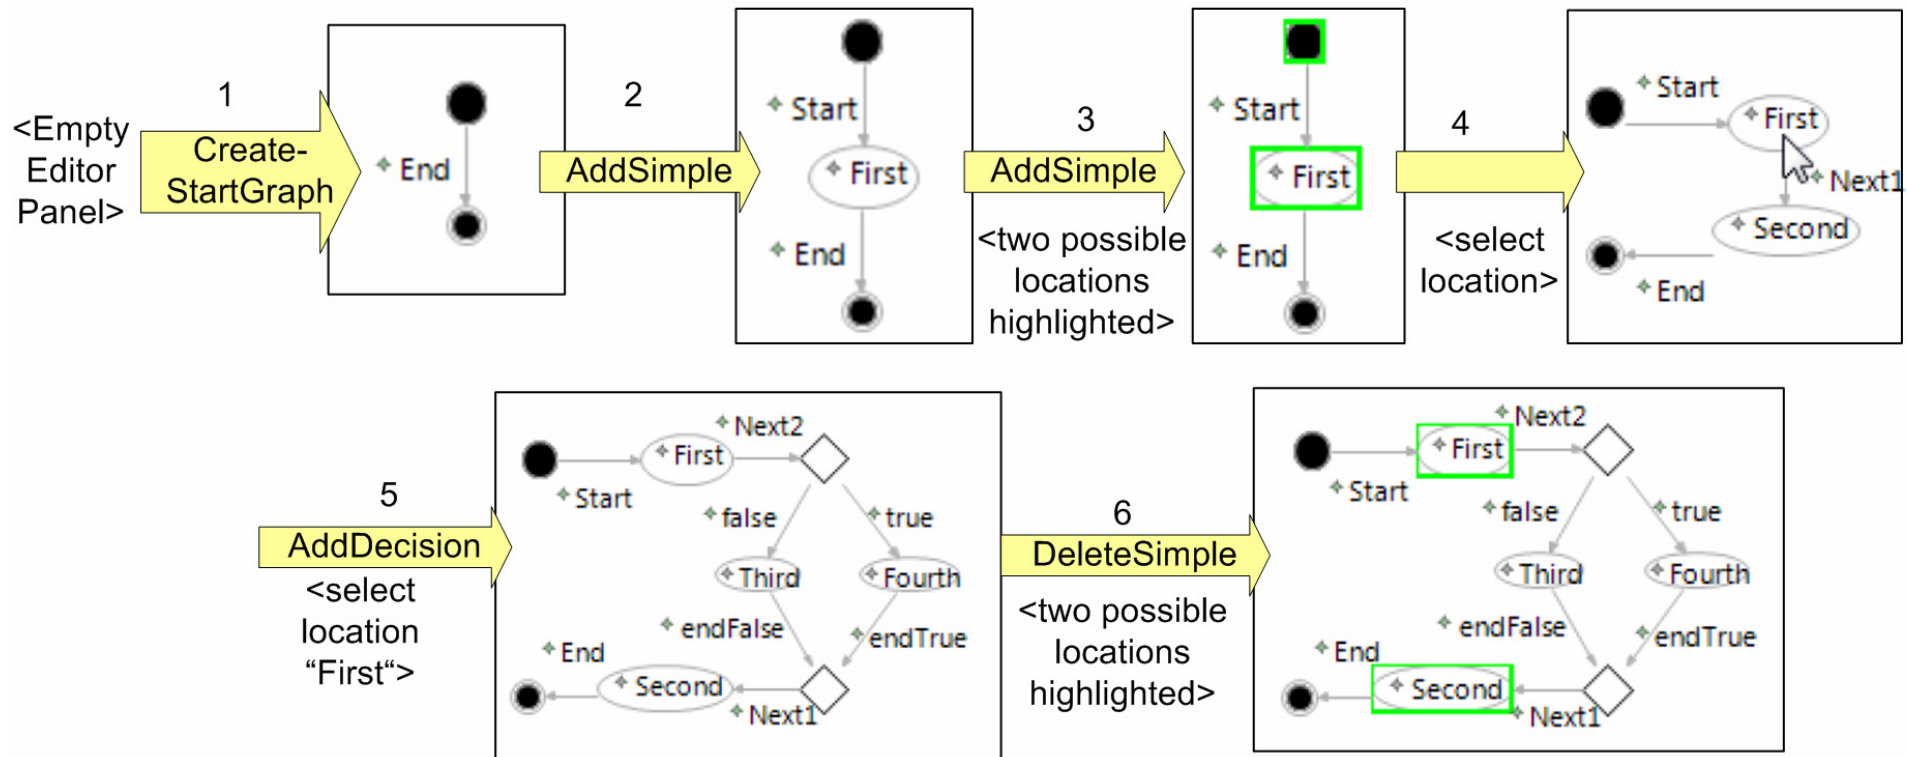 1
<Empty
Editor
Panel>
Create-
StartGraph
End
2
AddSimple
Start
First
End
3
AddSimple
<two possible
locations
highlighted>
Start
First
End
4
<select
location>
Start
First
Next1
Second
End
5
AddDecision
<select
location
“First“>
Next2
First
Start
false
true
Third
Fourth
endFalse
endTrue
End
Second
Next1
6
DeleteSimple
<two possible
locations
highlighted>
Next2
First
Start
false
true
Third
Fourth
endFalse
endTrue
End
Second
Next1